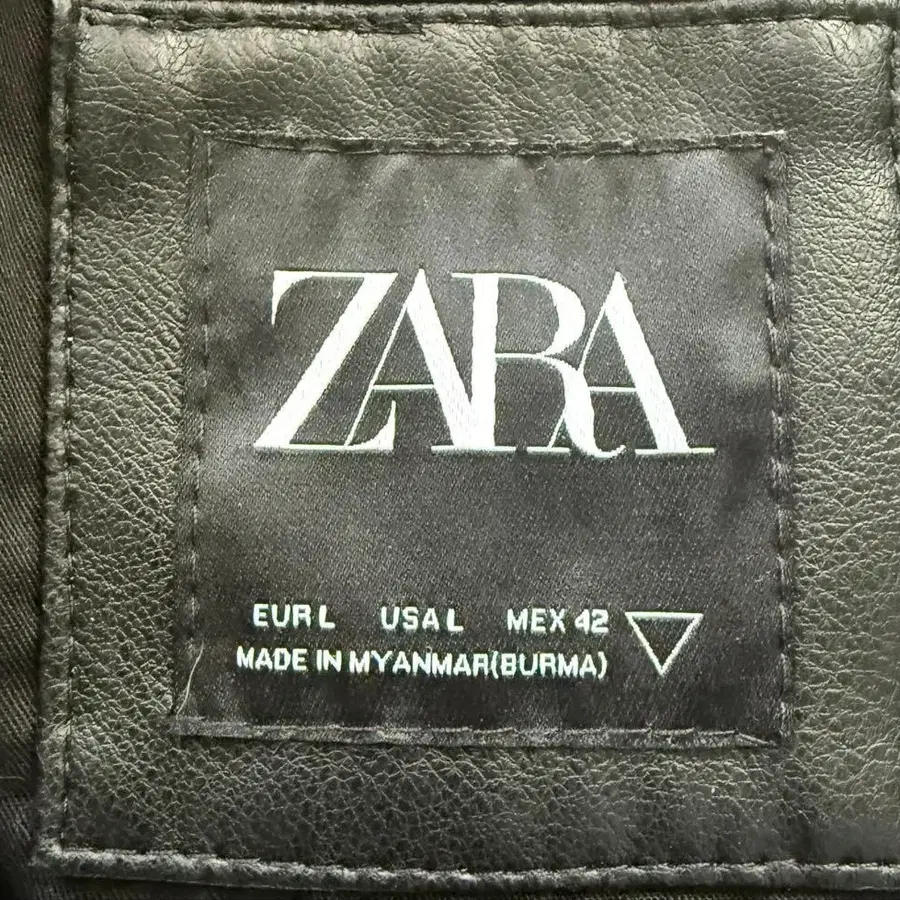 ZARA
EUR L USA L MEX 42
MADE IN MYANMAR(BURMA)